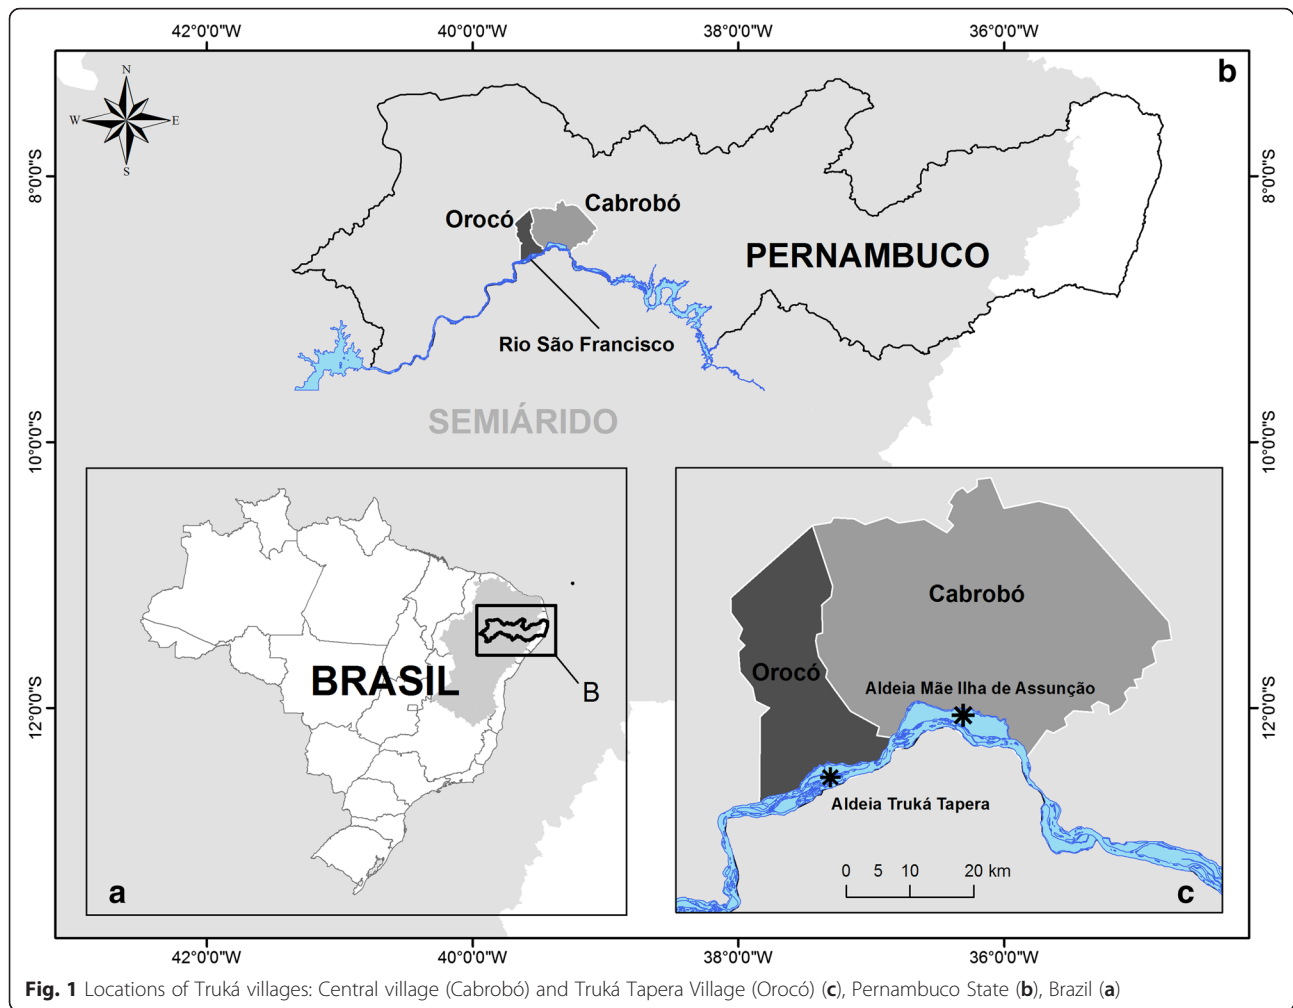 42°0'0"W 40°0'0"W 38°0'0"W 36°0'0"W
b
N
W E
S
8°0'0"S 8°0'0"S
Cabrobó
Orocó
PERNAMBUCO
Rio São Francisco
SEMIÁRIDO
10°0'0"S 10°0'0"S
BRASIL
B
a
Cabrobó
Orocó
Aldeia Mãe Ilha de Assunção
Aldeia Truká Tapera
0 5 10 20 km
c
12°0'0"S 12°0'0"S
42°0'0"W 40°0'0"W 38°0'0"W 36°0'0"W
Fig. 1 Locations of Truká villages: Central village (Cabrobó) and Truká Tapera Village (Orocó) (c), Pernambuco State (b), Brazil (a)